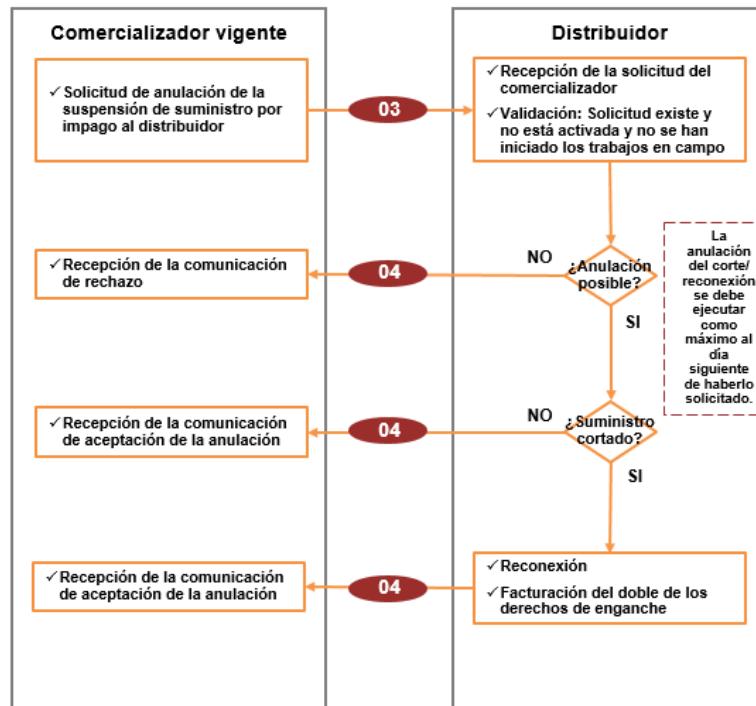 Comercializador vigente
Distribuidor
✓ Solicitud de anulación de la
suspensión de suministro por
impago al distribuidor
03
✓ Recepción de la solicitud del
comercializador
✓ Validación: Solicitud existe y
no está activada y no se han
iniciado los trabajos en campo
✓ Recepción de la comunicación
de rechazo
04
NO
¿Anulación
posible?
SI
La
anulación
del corte/
reconexión
se debe
ejecutar
como
máximo al
día
siguiente
de haberlo
solicitado.
✓ Recepción de la comunicación
de aceptación de la anulación
04
NO
¿Suministro
cortado?
SI
✓ Recepción de la comunicación
de aceptación de la anulación
04
✓ Reconexión
✓ Facturación del doble de los
derechos de enganche